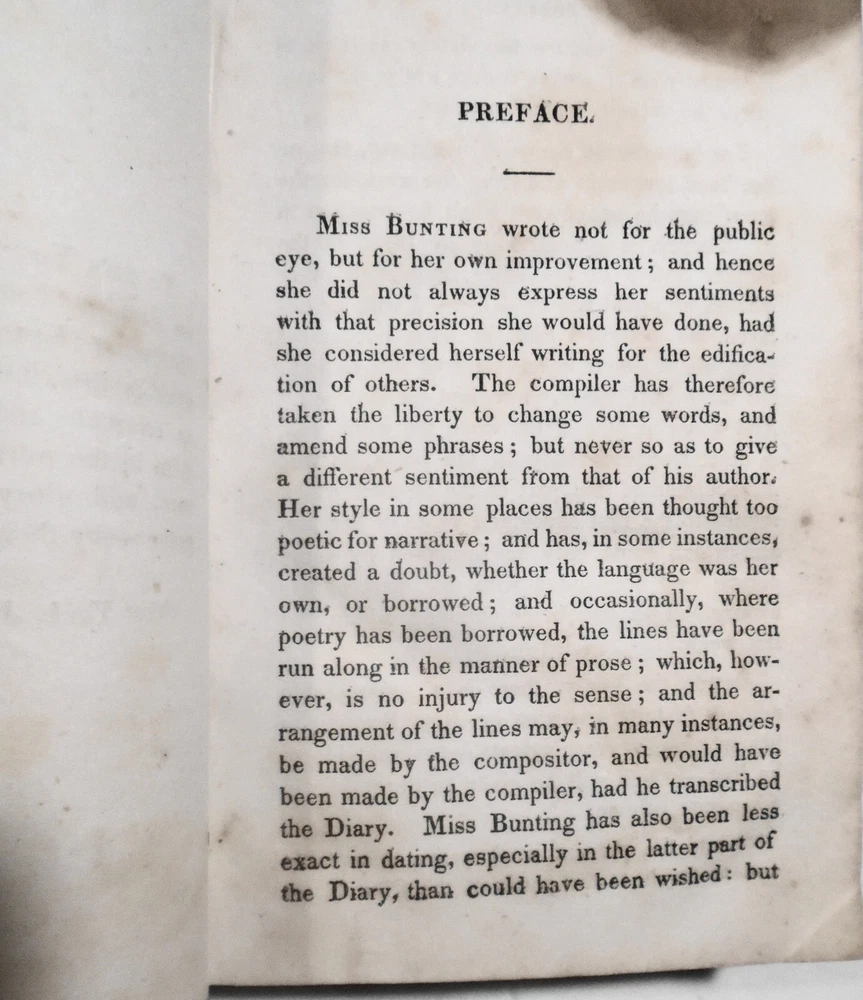 PREFACE.
Miss Bunting wrote not for the public
eye, but for her own improvement; and hence
she did not always express her sentiments
with that precision she would have done, had
she considered herself writing for the edifica-
tion of others. The compiler has therefore
taken the liberty to change some words, and
amend some phrases; but never so as to give
a different sentiment from that of his author.
Her style in some places has been thought too
poetic for narrative; and has, in some instances,
created a doubt, whether the language was her
own, or borrowed; and occasionally, where
poetry has been borrowed, the lines have been
run along in the manner of prose; which, how-
ever, is no injury to the sense; and the ar-
rangement of the lines may, in many instances,
be made by the compositor, and would have
been made by the compiler, had he transcribed
the Diary. Miss Bunting has also been less
exact in dating, especially in the latter part of
the Diary, than could have been wished: but